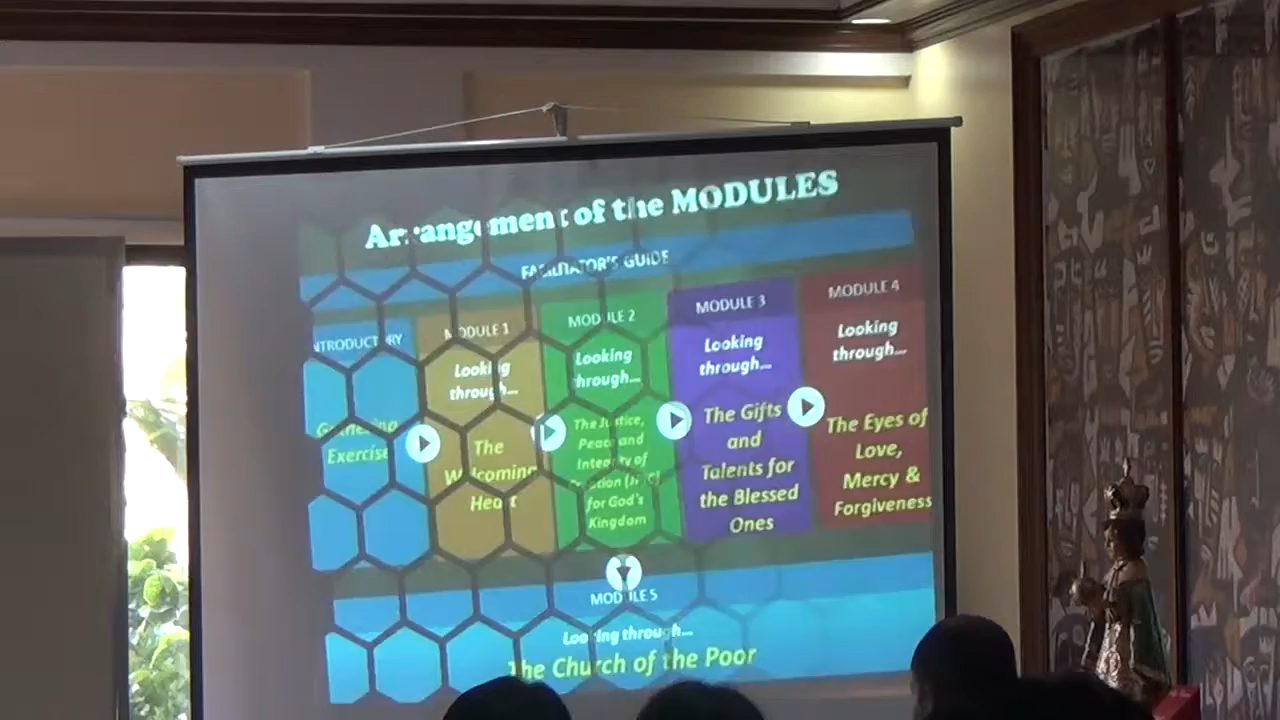 Arrangement of the MODULES
FACILITATOR'S GUIDE
INTRODUCTORY
Gathering
Exercise
MODULE 1
Looking
through...
The
Welcoming
Heart
MODULE 2
Looking
through...
The Justice,
Peace and
Integrity of
Creation (JPIC)
for God's
Kingdom
MODULE 3
Looking
through...
The Gifts
and
Talents for
the Blessed
Ones
MODULE 4
Looking
through...
The Eyes of
Love,
Mercy &
Forgiveness
MODULE 5
Looking through...
The Church of the Poor